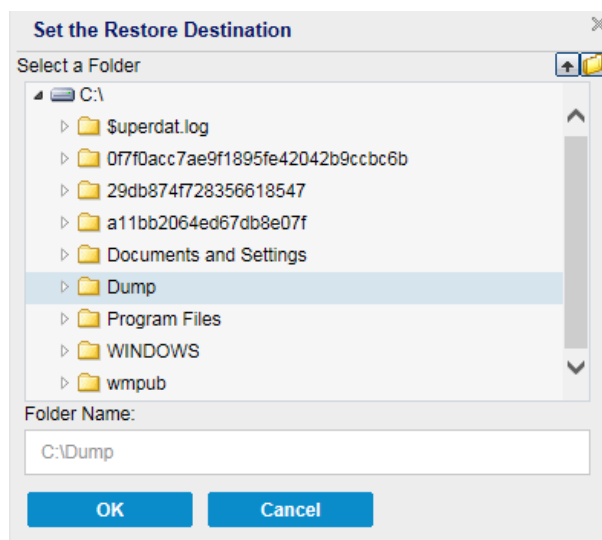 Set the Restore Destination
Select a Folder
C:\
$uperdat.log
0f7f0acc7ae9f1895fe42042b9ccbc6b
29db874f728356618547
a11bb2064ed67db8e07f
Documents and Settings
Dump
Program Files
WINDOWS
wmpub
Folder Name:
C:\Dump
OK Cancel